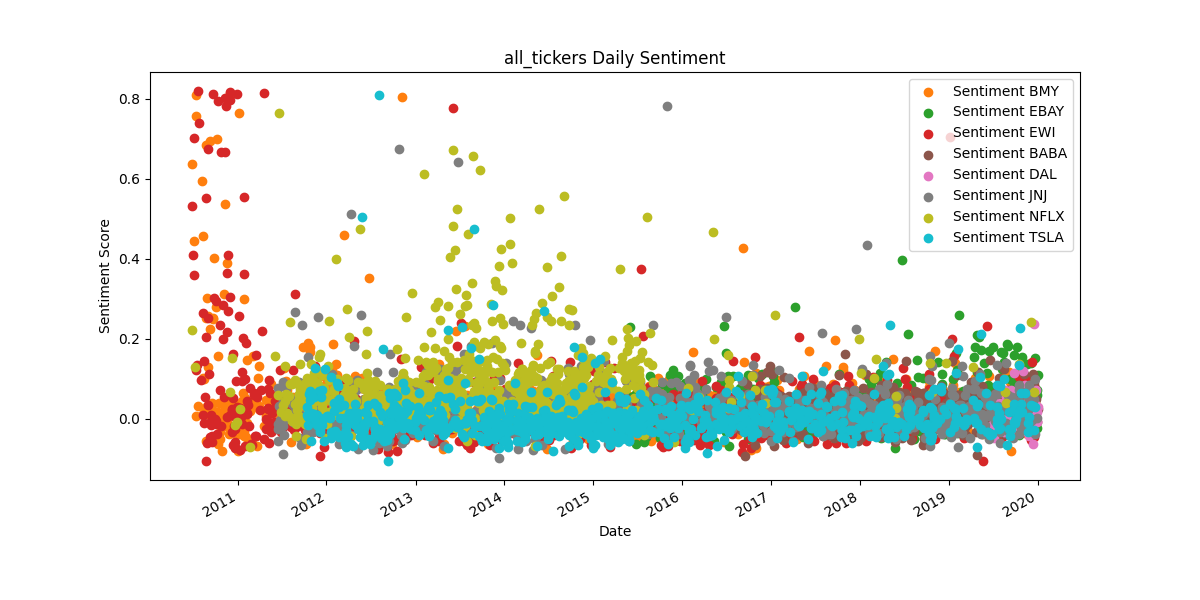 all_tickers Daily Sentiment
Sentiment Score
0.8
0.6
0.4
0.2
0.0
Sentiment BMY
Sentiment EBAY
Sentiment EWI
Sentiment BABA
Sentiment DAL
Sentiment JNJ
Sentiment NFLX
Sentiment TSLA
2011
2012
2013
2014
2015
2016
2017
2018
2019
2020
Date